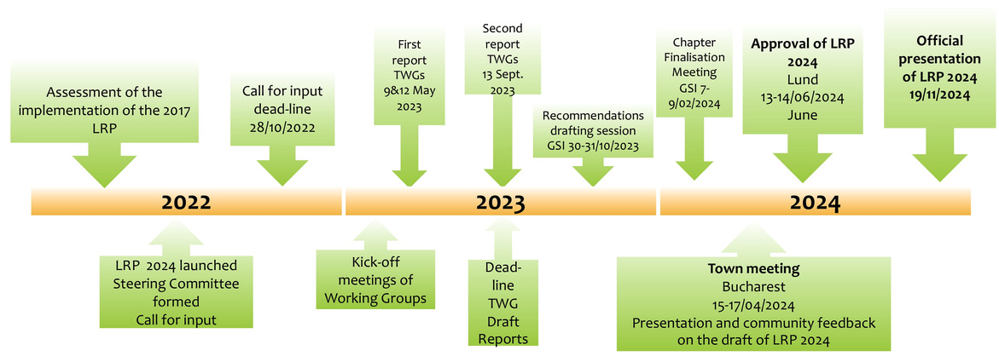 Assessment of the
implementation of the 2017
LRP
Call for input
dead-line
28/10/2022
First
report
TWGs
9&12 May
2023
Second
report
TWGs
13 Sept.
2023
Recommendations
drafting session
GSI 30-31/10/2023
Chapter
Finalisation
Meeting
GSI 7-
9/02/2024
Approval of LRP
2024
Lund
13-14/06/2024
June
Official
presentation
of LRP 2024
19/11/2024
2022
2023
2024
LRP 2024 launched
Steering Committee
formed
Call for input
Kick-off
meetings of
Working Groups
Dead-
line
TWG
Draft
Reports
Town meeting
Bucharest
15-17/04/2024
Presentation and community feedback
on the draft of LRP 2024